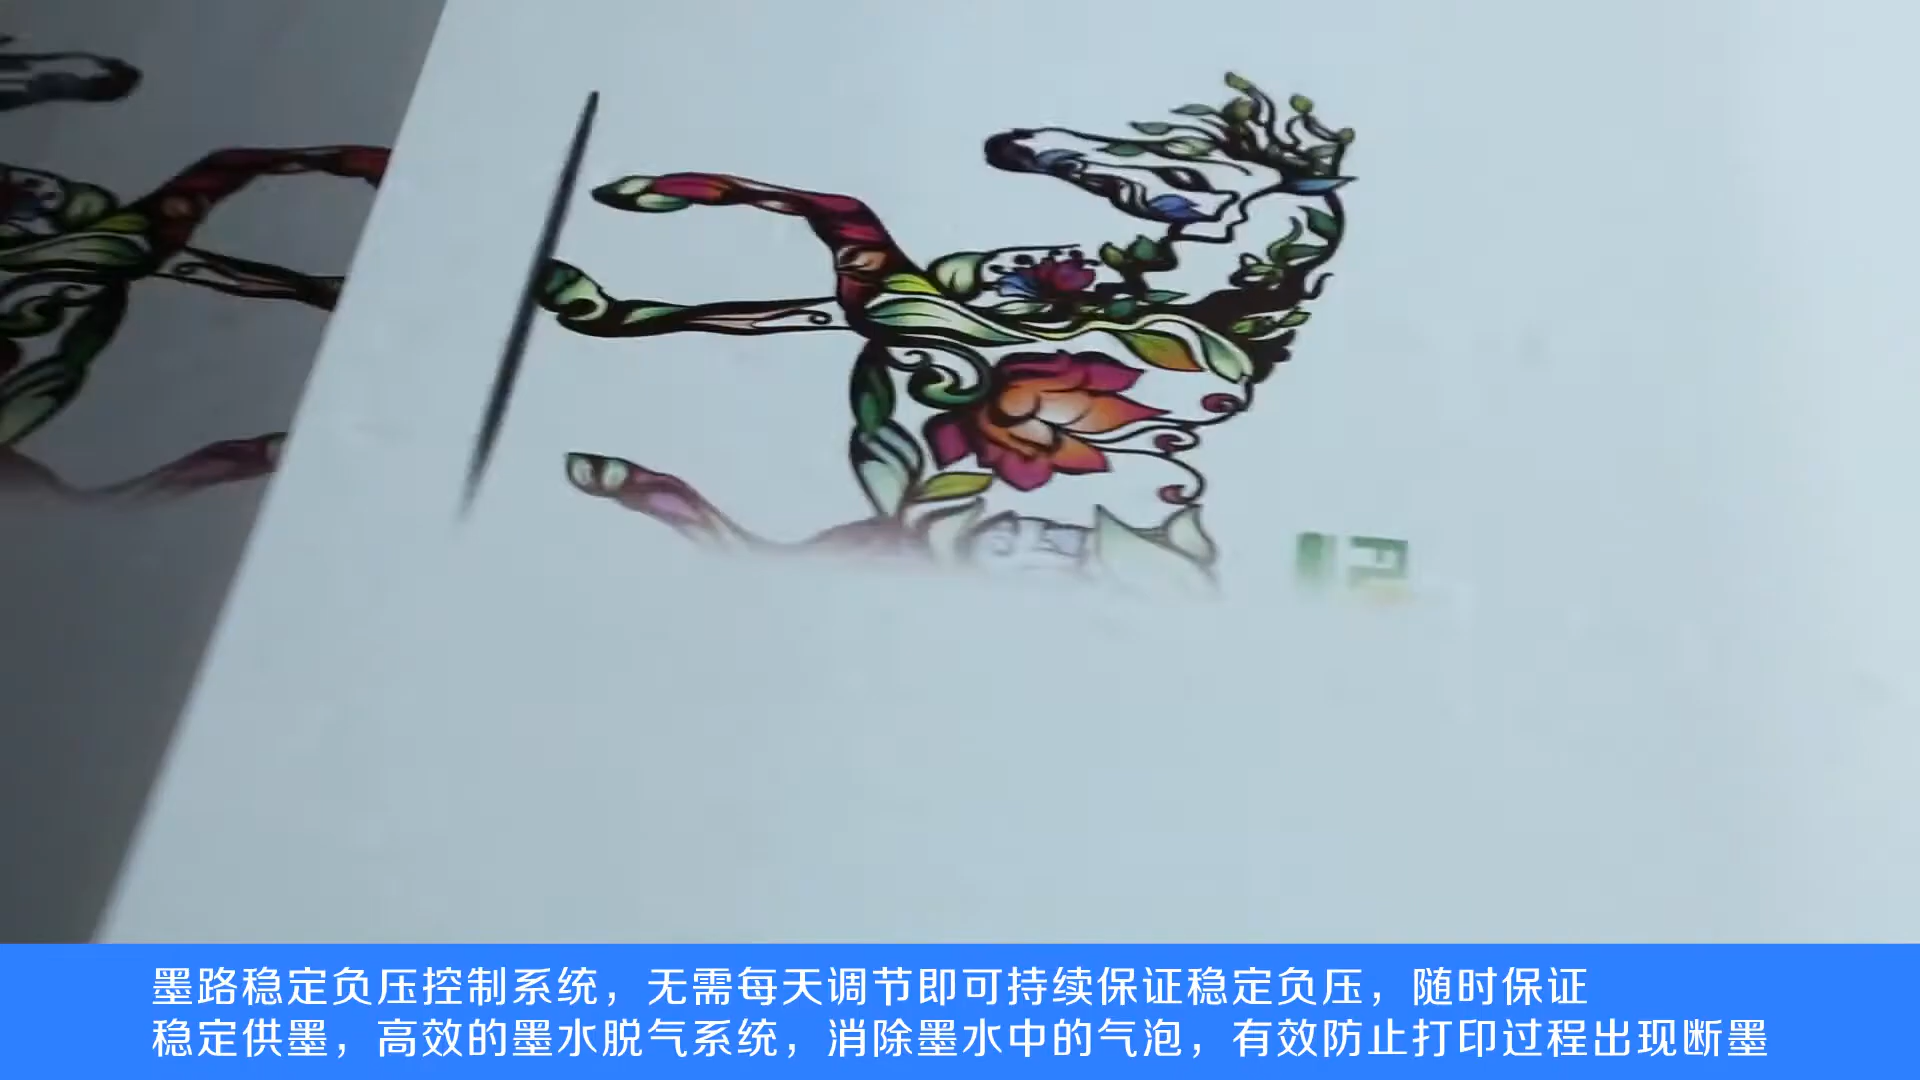 墨路稳定负压控制系统，无需每天调节即可持续保证稳定负压，随时保证
稳定供墨，高效的墨水脱气系统，消除墨水中的气泡，有效防止打印过程出现断墨